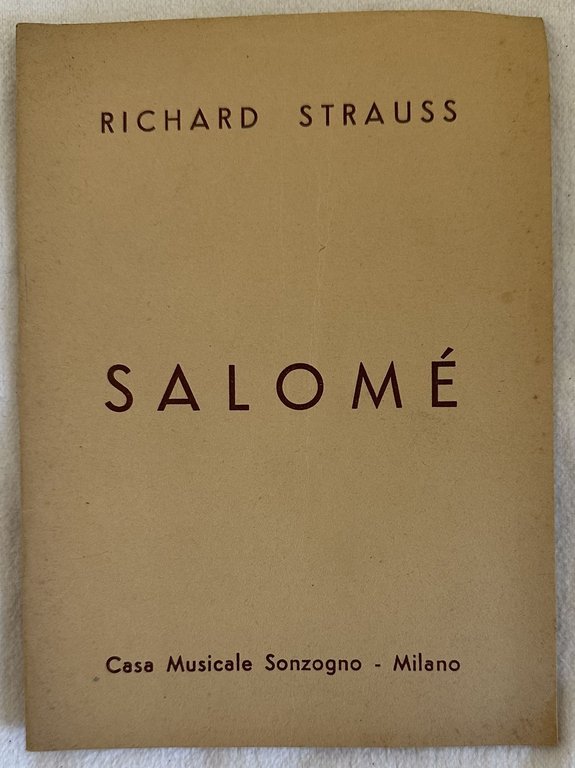 RICHARD STRAUSS
SALOMÉ
Casa Musicale Sonzogno - Milano